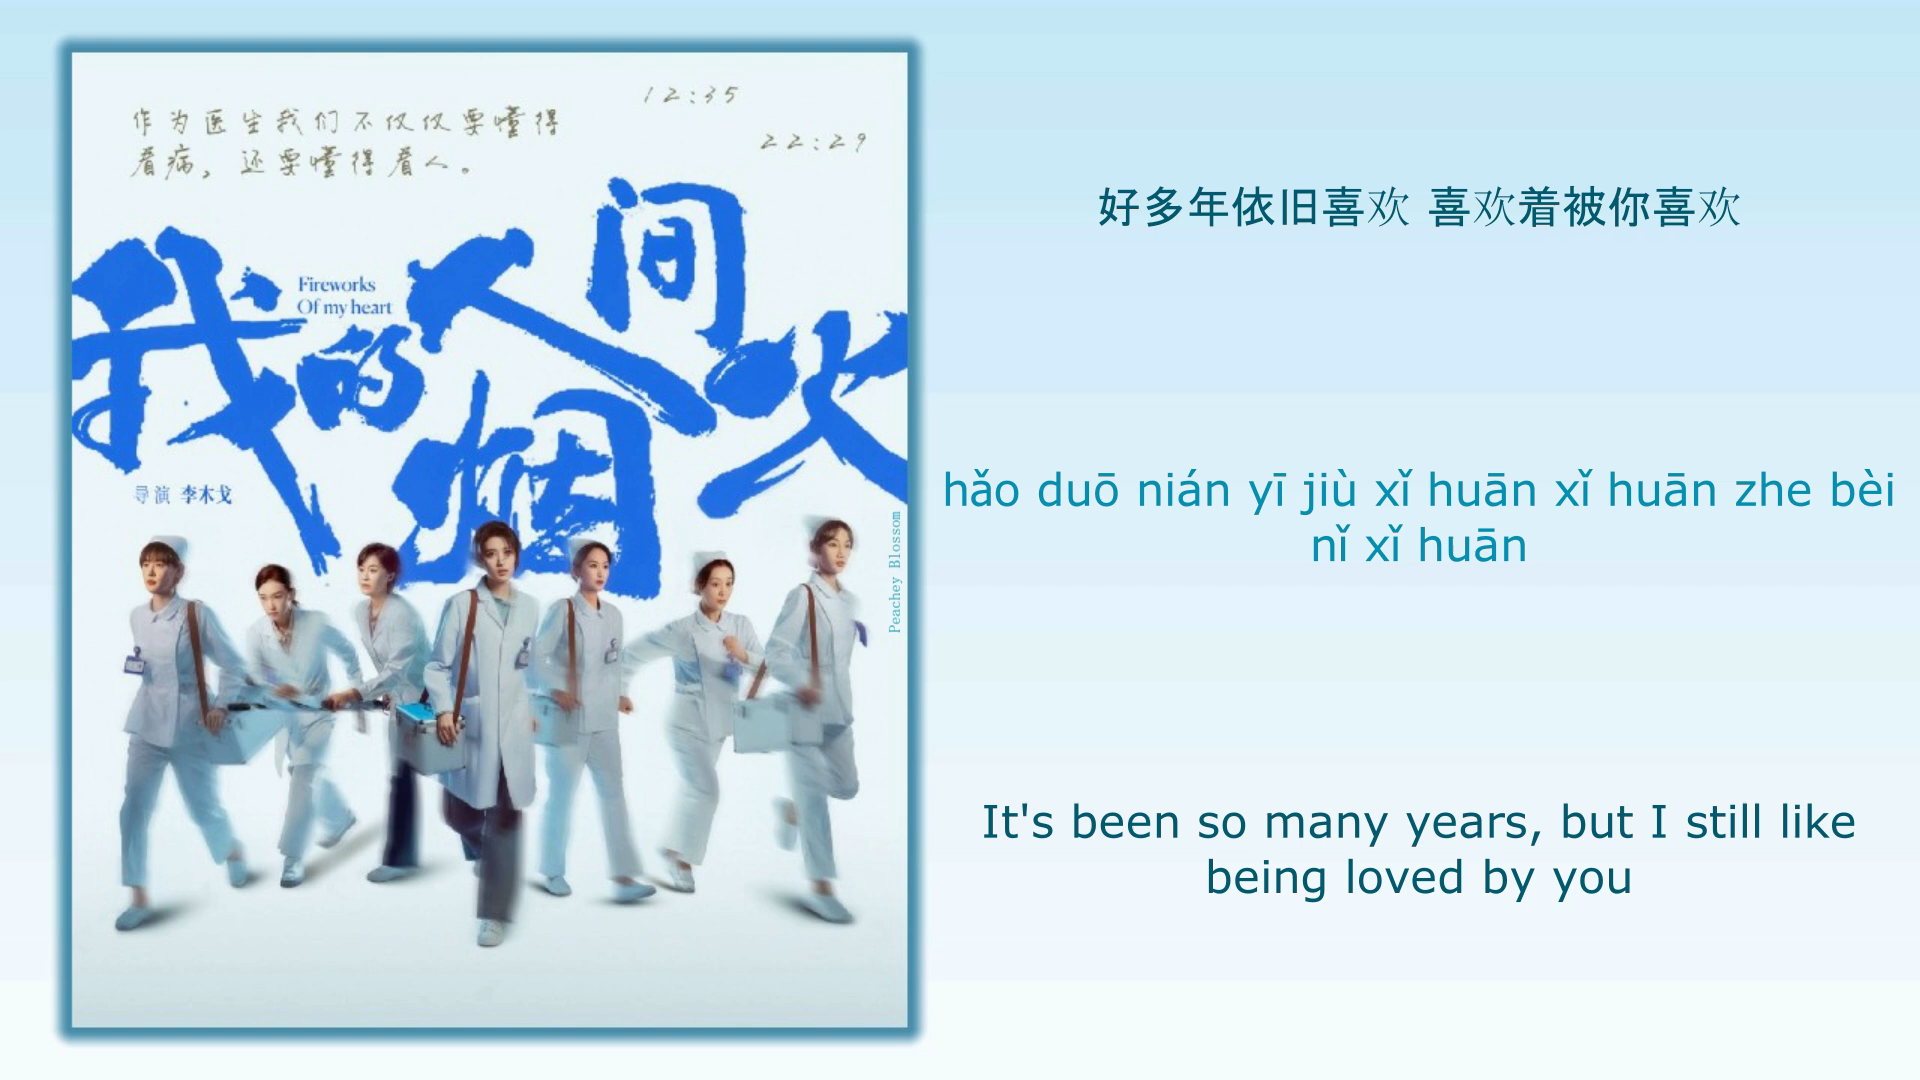 12:35
22:29
作为医生我们不仅仅要懂得
看病，还要懂得看人。
我的人间烟火
Fireworks
Of my heart
导演 李木戈
Peachey Blossom
好多年依旧喜欢 喜欢着被你喜欢
hǎo duō nián yī jiù xǐ huān xǐ huān zhe bèi
nǐ xǐ huān
It's been so many years, but I still like
being loved by you